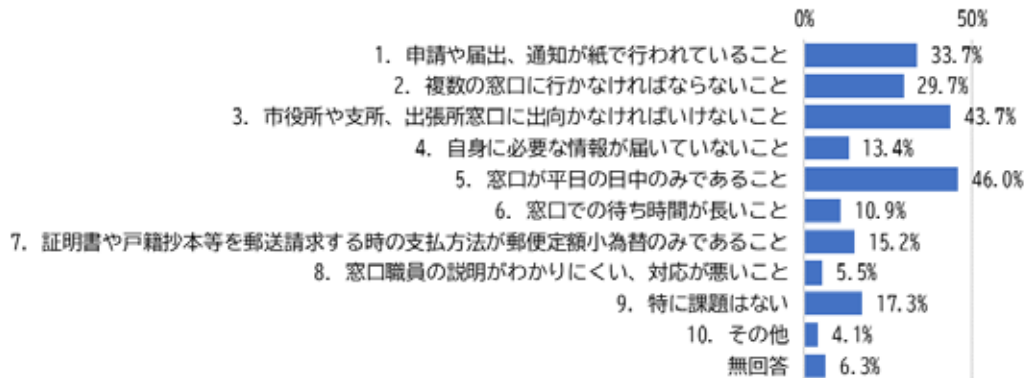 0% 50%
1. 申請や届出、通知が紙で行われていること 33.7%
2. 複数の窓口に行かなければならないこと 29.7%
3. 市役所や支所、出張所窓口に出向かなければいけないこと 43.7%
4. 自身に必要な情報が届いていないこと 13.4%
5. 窓口が平日の日中のみであること 46.0%
6. 窓口での待ち時間が長いこと 10.9%
7. 証明書や戸籍抄本等を郵送請求する時の支払方法が郵便定額小為替のみであること 15.2%
8. 窓口職員の説明がわかりにくい、対応が悪いこと 5.5%
9. 特に課題はない 17.3%
10. その他 4.1%
無回答 6.3%